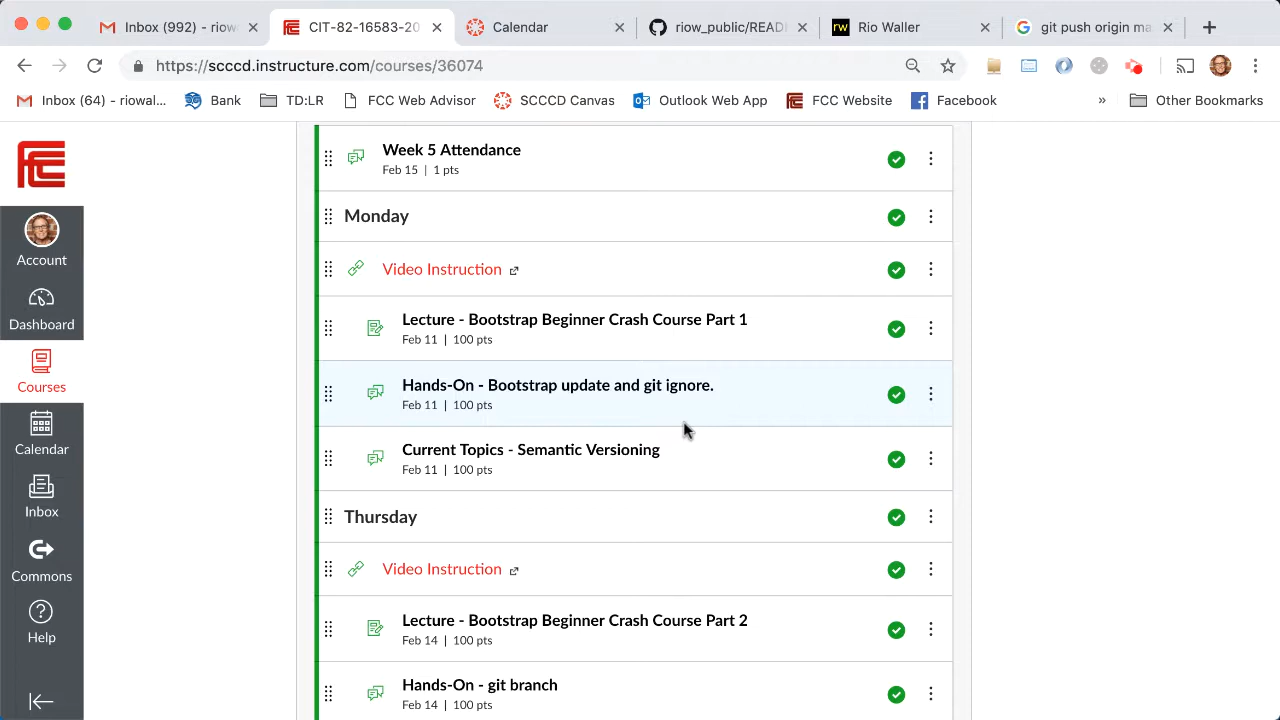 Inbox (992) - riow
CIT-82-16583-20
Calendar
riow_public/READ
Rio Waller
git push origin ma
https://scccd.instructure.com/courses/36074
Inbox (64) - riowal...
Bank
TD:LR
FCC Web Advisor
SCCCD Canvas
Outlook Web App
FCC Website
Facebook
»
Other Bookmarks
Account
Dashboard
Courses
Calendar
Inbox
Commons
Help
Week 5 Attendance
Feb 15 | 1 pts
Monday
Video Instruction
Lecture - Bootstrap Beginner Crash Course Part 1
Feb 11 | 100 pts
Hands-On - Bootstrap update and git ignore.
Feb 11 | 100 pts
Current Topics - Semantic Versioning
Feb 11 | 100 pts
Thursday
Video Instruction
Lecture - Bootstrap Beginner Crash Course Part 2
Feb 14 | 100 pts
Hands-On - git branch
Feb 14 | 100 pts